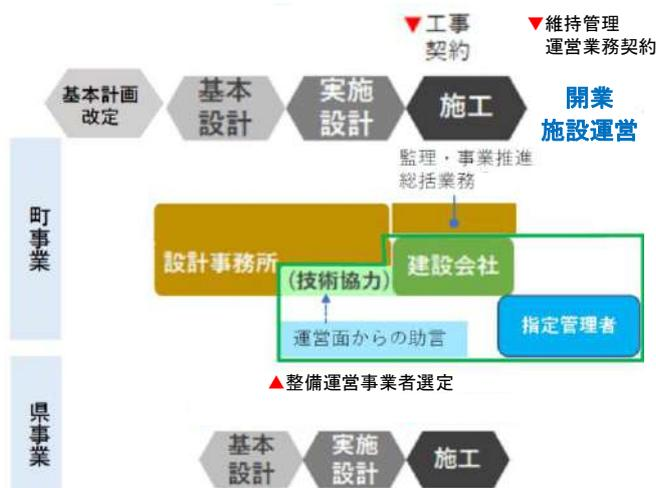 ▼工事
契約
▼維持管理
運営業務契約
基本計画
改定
基本
設計
実施
設計
施工
開業
施設運営
監理・事業推進
総括業務
町事業
設計事務所
(技術協力)
建設会社
運営面からの助言
指定管理者
▲整備運営事業者選定
県事業
基本
設計
実施
設計
施工